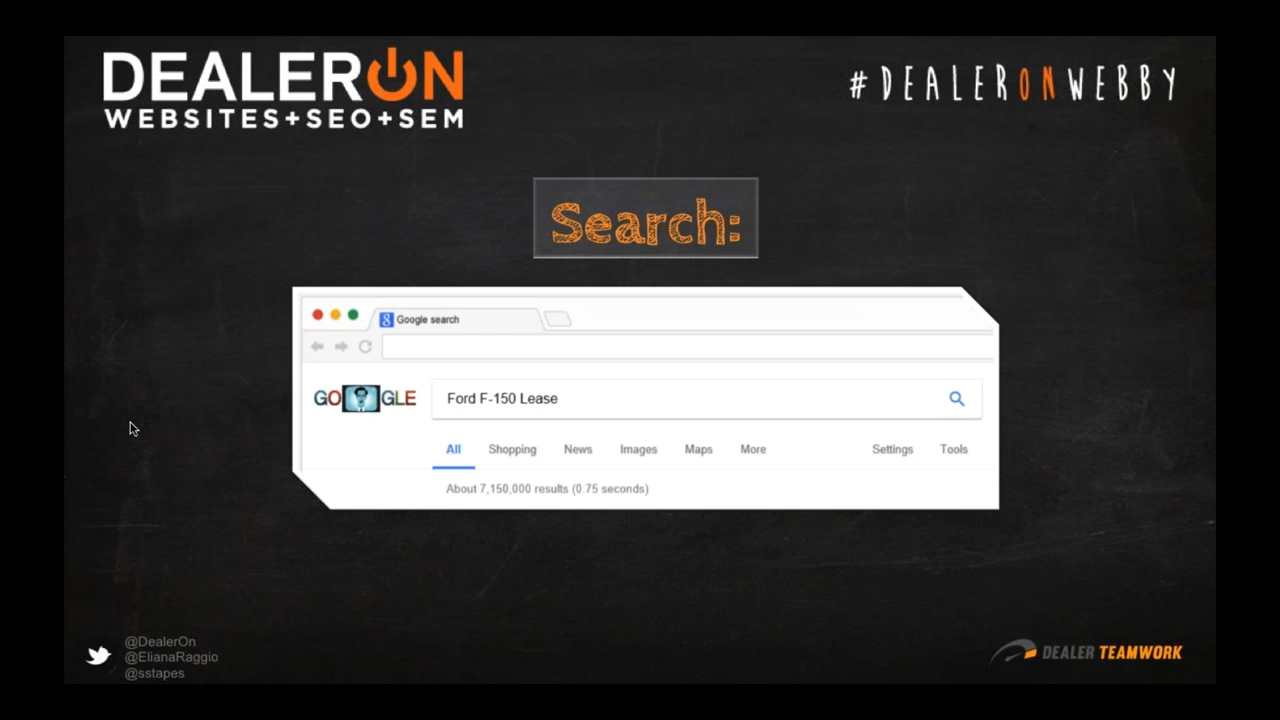 DEALERON
WEBSITES+SEO+SEM
#DEALERONWEBBY
Search:
Google search
GO GLE
Ford F-150 Lease
All Shopping News Images Maps More Settings Tools
About 7,150,000 results (0.75 seconds)
@DealerOn
@ElianaRaggio
@sstapes
DEALER TEAMWORK